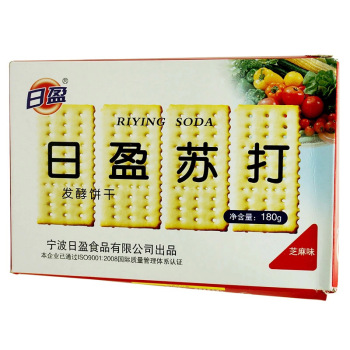 日盈®
RIYING SODA
日盈苏打
发酵饼干
净含量：180g
宁波日盈食品有限公司出品
本企业已通过ISO9001:2008国际质量管理体系认证
芝麻味